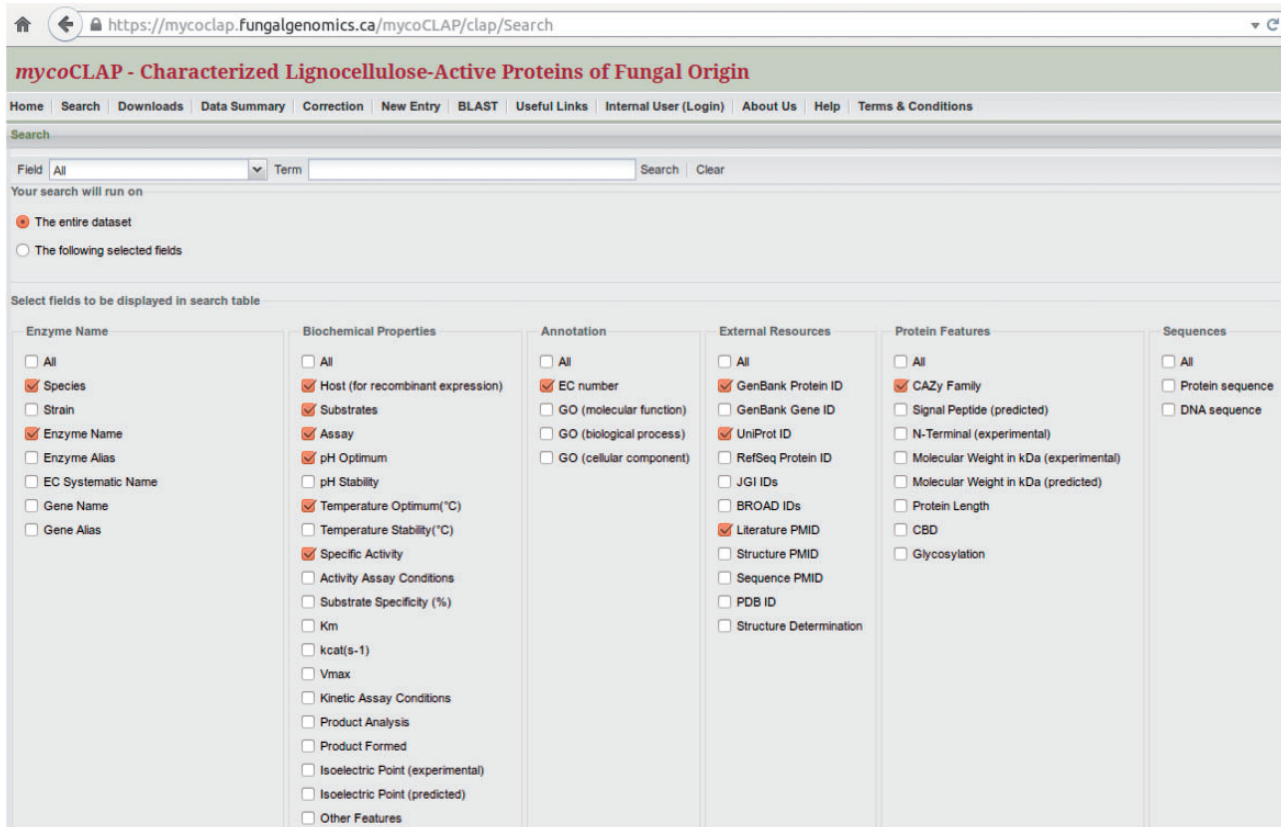 https://mycoclap.fungalgenomics.ca/mycoCLAP/clap/Search
mycoCLAP - Characterized Lignocellulose-Active Proteins of Fungal Origin
Home Search Downloads Data Summary Correction New Entry BLAST Useful Links Internal User (Login) About Us Help Terms & Conditions
Search
Field All Term Search Clear
Your search will run on
The entire dataset
The following selected fields
Select fields to be displayed in search table
Enzyme Name
All
Species
Strain
Enzyme Name
Enzyme Alias
EC Systematic Name
Gene Name
Gene Alias
Biochemical Properties
All
Host (for recombinant expression)
Substrates
Assay
pH Optimum
pH Stability
Temperature Optimum(°C)
Temperature Stability(°C)
Specific Activity
Activity Assay Conditions
Substrate Specificity (%)
Km
kcat(s-1)
Vmax
Kinetic Assay Conditions
Product Analysis
Product Formed
Isoelectric Point (experimental)
Isoelectric Point (predicted)
Other Features
Annotation
All
EC number
GO (molecular function)
GO (biological process)
GO (cellular component)
External Resources
All
GenBank Protein ID
GenBank Gene ID
UniProt ID
RefSeq Protein ID
JGI IDs
BROAD IDs
Literature PMID
Structure PMID
Sequence PMID
PDB ID
Structure Determination
Protein Features
All
CAZy Family
Signal Peptide (predicted)
N-Terminal (experimental)
Molecular Weight in kDa (experimental)
Molecular Weight in kDa (predicted)
Protein Length
CBD
Glycosylation
Sequences
All
Protein sequence
DNA sequence